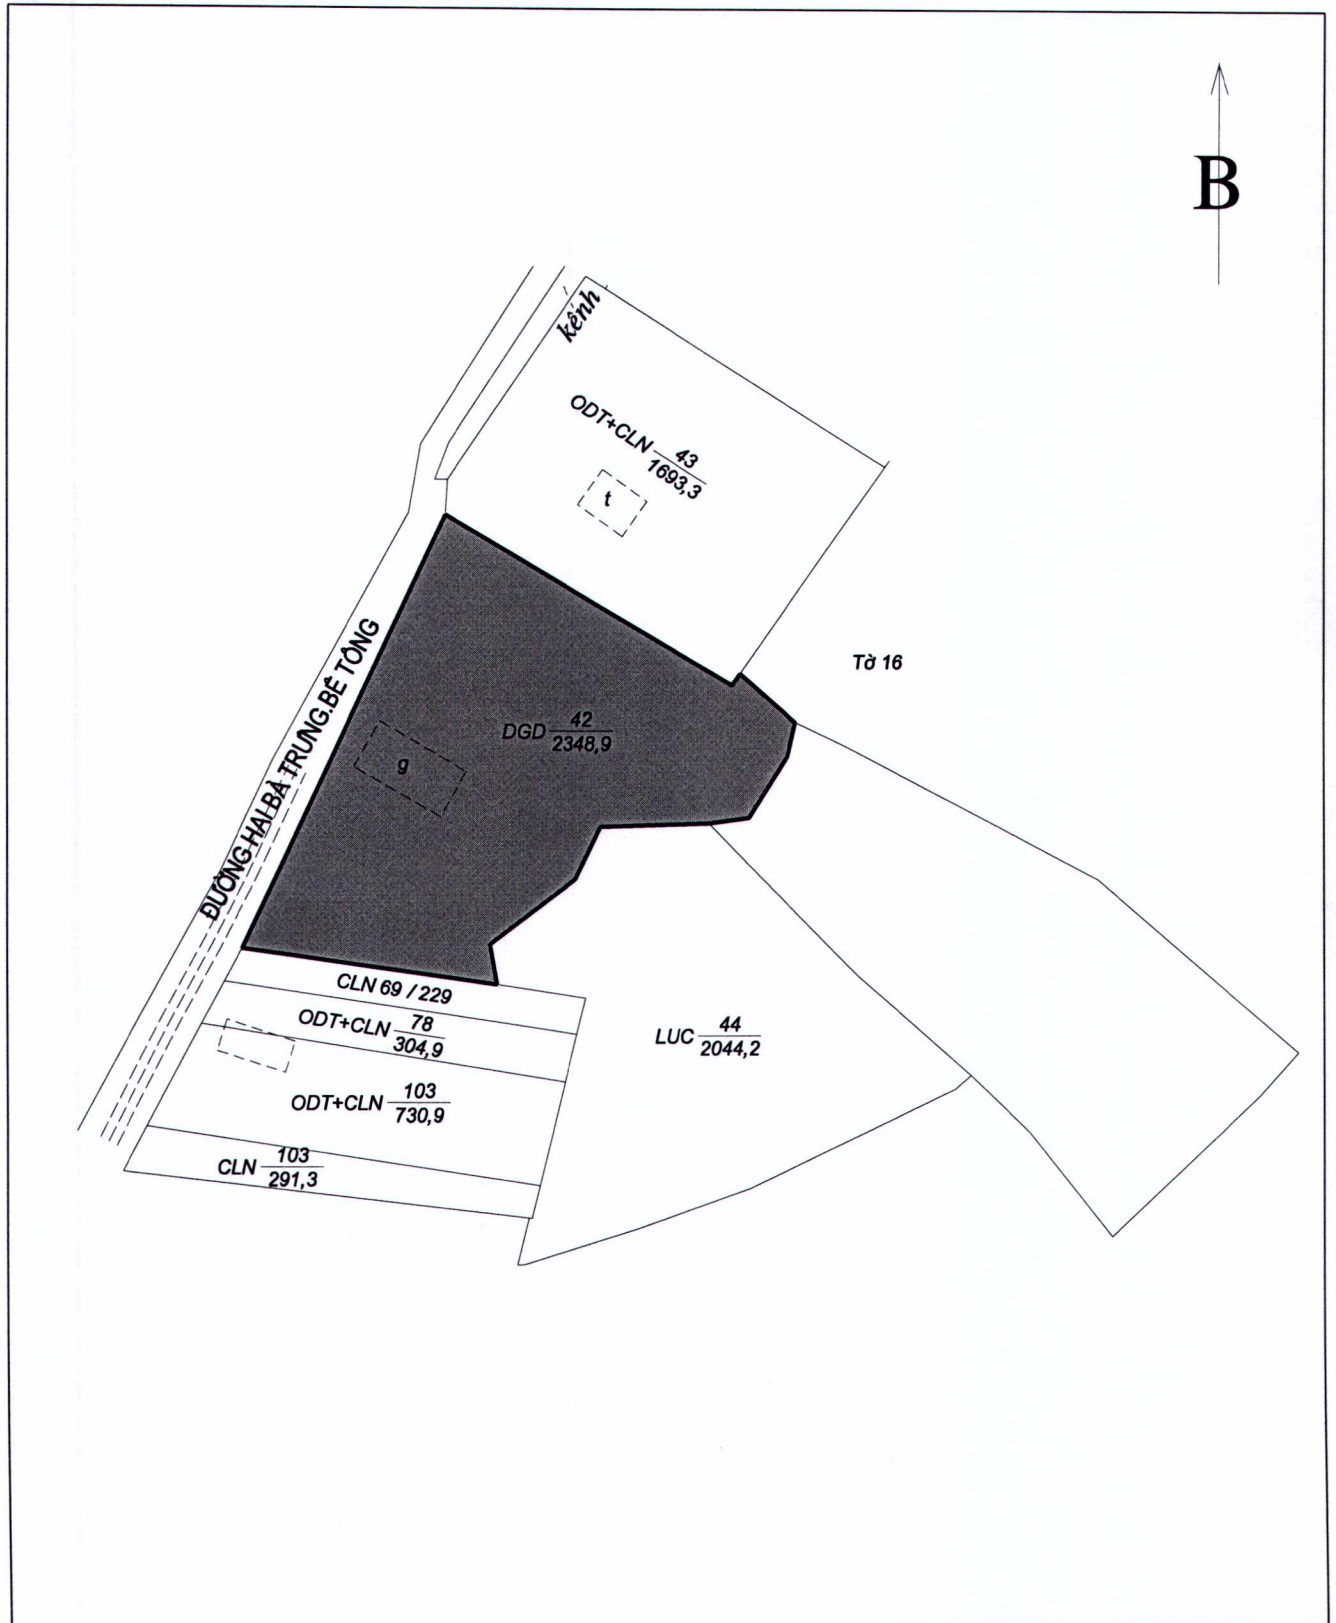 B
kênh
ODT+CLN 43
1693,3
t
Tờ 16
ĐƯỜNG HAI BÀ TRƯNG.BÊ TÔNG
DGD 42
2348,9
g
CLN 69 / 229
ODT+CLN 78
304,9
LUC 44
2044,2
ODT+CLN 103
730,9
CLN 103
291,3